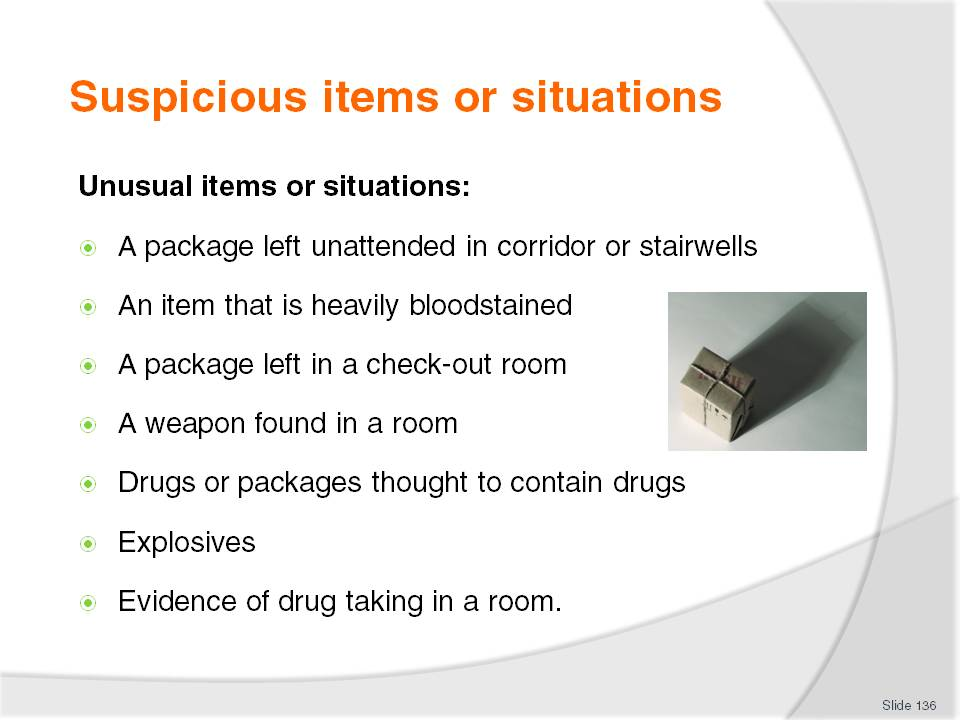 Suspicious items or situations
Unusual items or situations:
A package left unattended in corridor or stairwells
An item that is heavily bloodstained
A package left in a check-out room
A weapon found in a room
Drugs or packages thought to contain drugs
Explosives
Evidence of drug taking in a room.
Slide 136